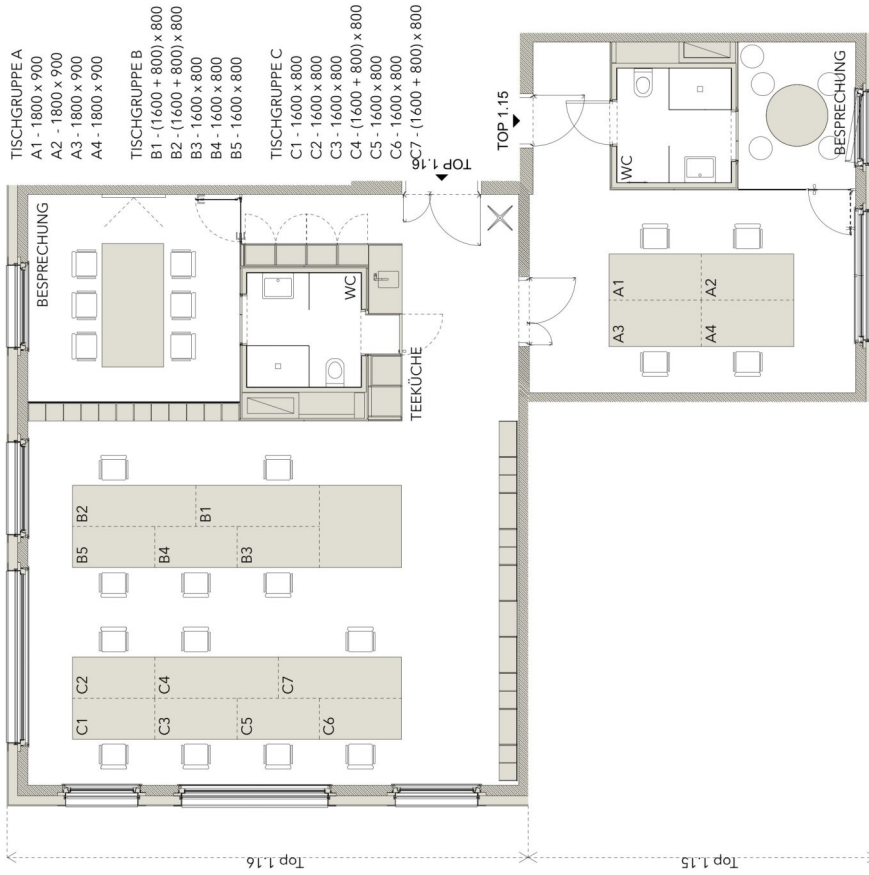 TISCHGRUPPE A
A1 - 1800 x 900
A2 - 1800 x 900
A3 - 1800 x 900
A4 - 1800 x 900
TISCHGRUPPE B
B1 - (1600 + 800) x 800
B2 - (1600 + 800) x 800
B3 - 1600 x 800
B4 - 1600 x 800
B5 - 1600 x 800
TISCHGRUPPE C
C1 - 1600 x 800
C2 - 1600 x 800
C3 - 1600 x 800
C4 - (1600 + 800) x 800
C5 - 1600 x 800
C6 - 1600 x 800
C7 - (1600 + 800) x 800
TOP 1.16
TOP 1.15
BESPRECHUNG
WC
TEEKÜCHE
B5
B2
B4
B1
B3
C1
C2
C3
C4
C5
C7
C6
WC
BESPRECHUNG
A3
A1
A4
A2
Top 1.16
Top 1.15